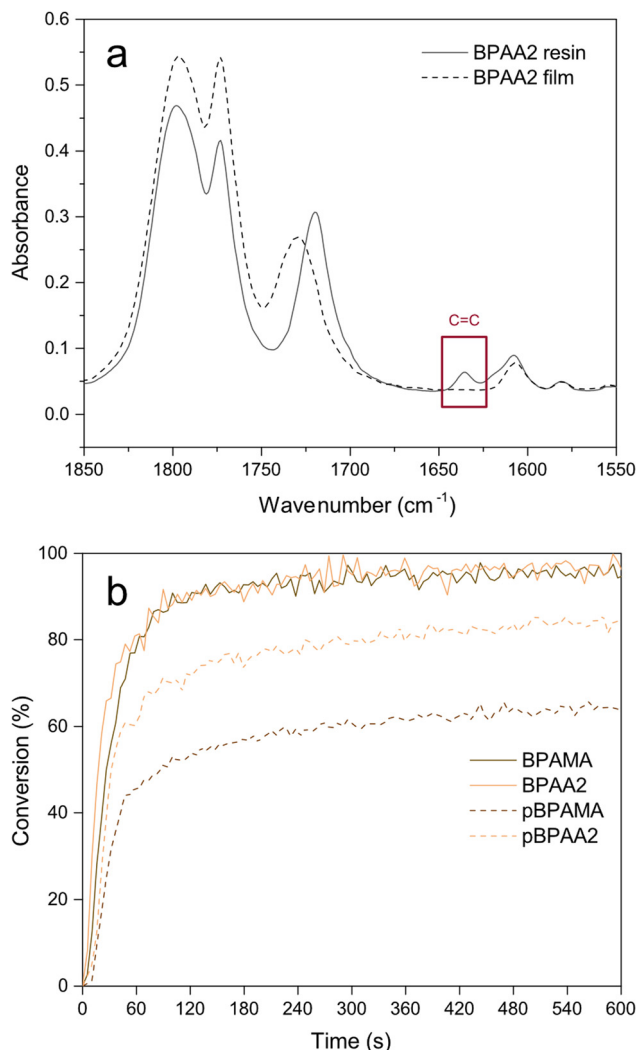 a
BPAA2 resin
BPAA2 film
0.6
0.5
0.4
0.3
0.2
0.1
0.0
Absorbance
C=C
1850 1800 1750 1700 1650 1600 1550
Wavenumber (cm⁻¹)
b
100
80
60
40
20
0
Conversion (%)
BPAMA
BPAA2
pBPAMA
pBPAA2
0 60 120 180 240 300 360 420 480 540 600
Time (s)